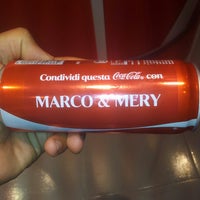 Condividi questa Coca-Cola con
MARCO & MERY